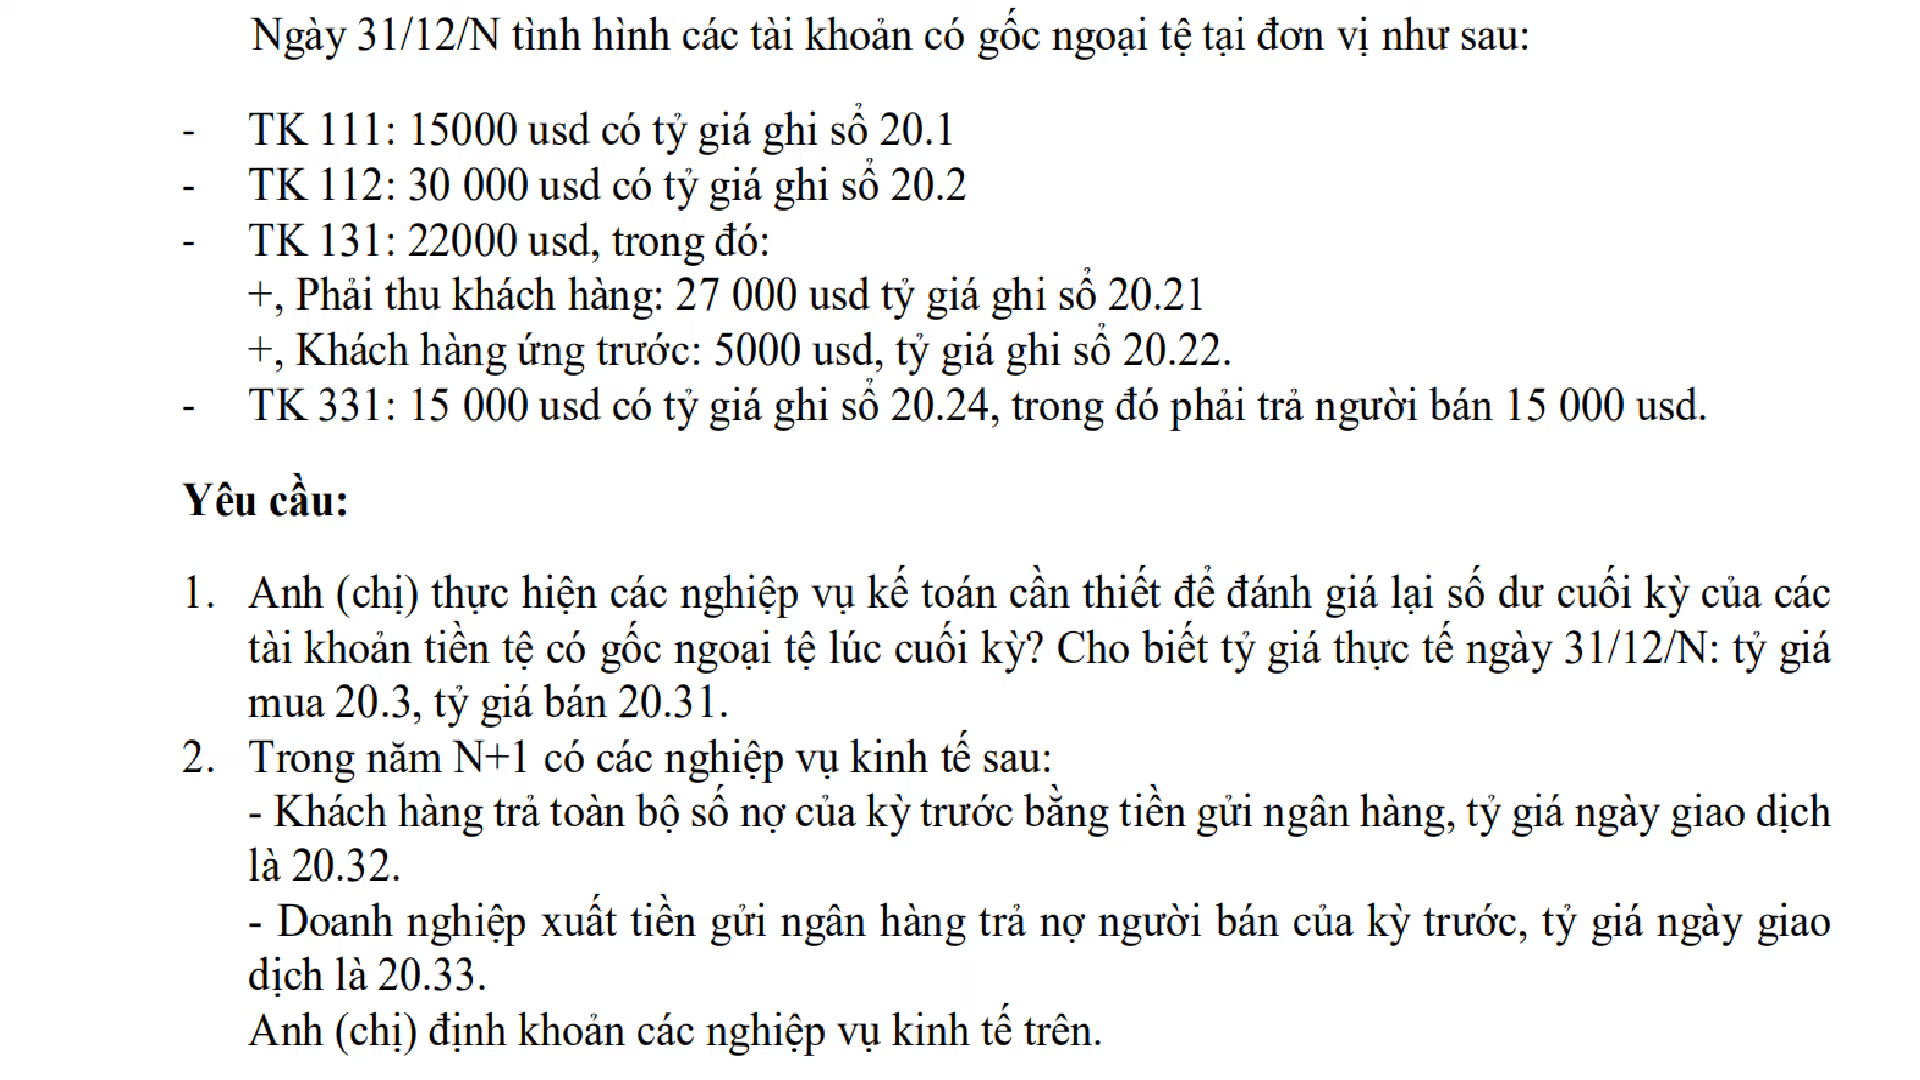 Ngày 31/12/N tình hình các tài khoản có gốc ngoại tệ tại đơn vị như sau:
- TK 111: 15000 usd có tỷ giá ghi sổ 20.1
- TK 112: 30 000 usd có tỷ giá ghi sổ 20.2
- TK 131: 22000 usd, trong đó:
+, Phải thu khách hàng: 27 000 usd tỷ giá ghi sổ 20.21
+, Khách hàng ứng trước: 5000 usd, tỷ giá ghi sổ 20.22.
- TK 331: 15 000 usd có tỷ giá ghi sổ 20.24, trong đó phải trả người bán 15 000 usd.
Yêu cầu:
1. Anh (chị) thực hiện các nghiệp vụ kế toán cần thiết để đánh giá lại số dư cuối kỳ của các
tài khoản tiền tệ có gốc ngoại tệ lúc cuối kỳ? Cho biết tỷ giá thực tế ngày 31/12/N: tỷ giá
mua 20.3, tỷ giá bán 20.31.
2. Trong năm N+1 có các nghiệp vụ kinh tế sau:
- Khách hàng trả toàn bộ số nợ của kỳ trước bằng tiền gửi ngân hàng, tỷ giá ngày giao dịch
là 20.32.
- Doanh nghiệp xuất tiền gửi ngân hàng trả nợ người bán của kỳ trước, tỷ giá ngày giao
dịch là 20.33.
Anh (chị) định khoản các nghiệp vụ kinh tế trên.